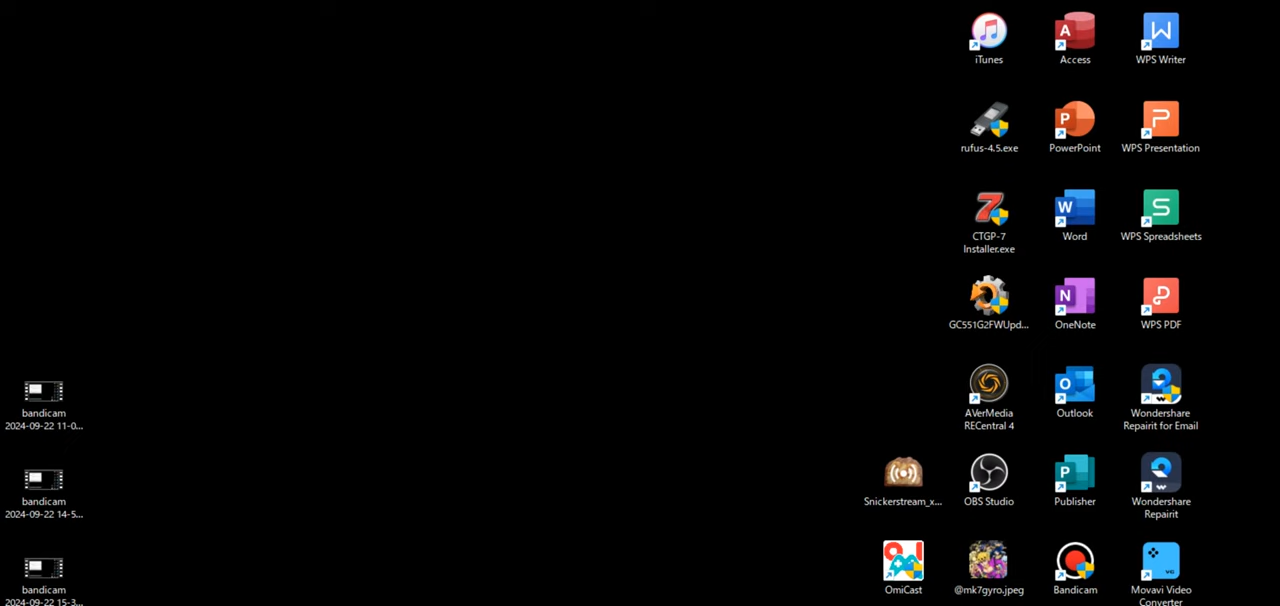 iTunes
Access
WPS Writer
rufus-4.5.exe
PowerPoint
WPS Presentation
CTGP-7
Installer.exe
Word
WPS Spreadsheets
GC551G2FWUpd...
OneNote
WPS PDF
bandicam
2024-09-22 11-0...
AVerMedia
RECentral 4
Outlook
Wondershare
Repairit for Email
bandicam
2024-09-22 14-5...
Snickerstream_x...
OBS Studio
Publisher
Wondershare
Repairit
bandicam
2024-09-22 15-3...
OmiCast
@mk7gyro.jpeg
Bandicam
Movavi Video
Converter